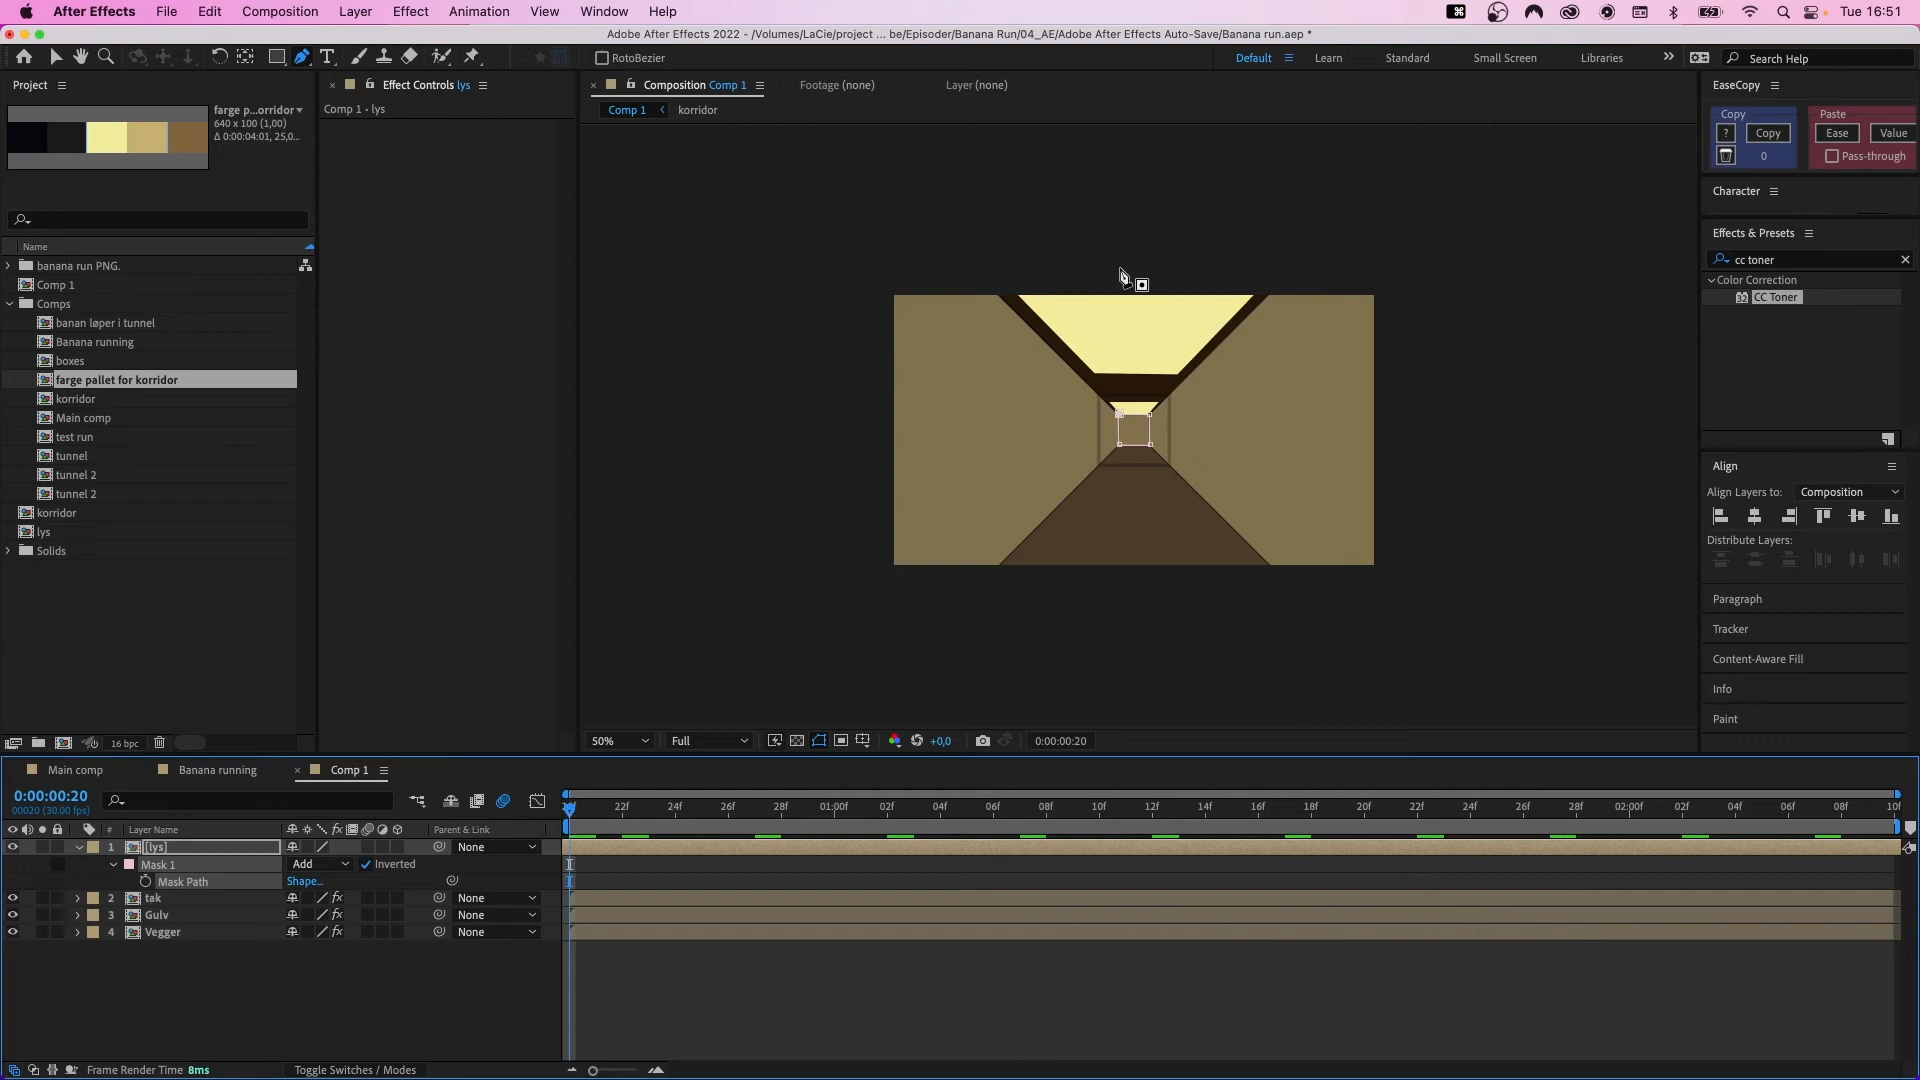 After Effects File Edit Composition Layer Effect Animation View Window Help Tue 16:51
Adobe After Effects 2022 - /Volumes/LaCie/project ... be/Episoder/Banana Run/04_AE/Adobe After Effects Auto-Save/Banana run.aep *
RotoBezier Default Learn Standard Small Screen Libraries Search Help
Project Effect Controls lys Composition Comp 1 Footage (none) Layer (none) EaseCopy
farge p...orridor
640 x 100 (1,00)
Δ 0:00:04:01, 25,0...
Comp 1 • lys
Comp 1 korridor
Copy Paste
? Copy Ease Value
0 Pass-through
Character
Effects & Presets
cc toner
Color Correction
CC Toner
Name
banana run PNG.
Comp 1
Comps
banan løper i tunnel
Banana running
boxes
farge pallet for korridor
korridor
Main comp
test run
tunnel
tunnel 2
tunnel 2
korridor
lys
Solids
Align
Align Layers to: Composition
Distribute Layers:
Paragraph
Tracker
Content-Aware Fill
Info
Paint
16 bpc
50% Full +0,0 0:00:00:20
Main comp Banana running Comp 1
0:00:00:20
00020 (30.00 fps)
22f 24f 26f 28f 01:00f 02f 04f 06f 08f 10f 12f 14f 16f 18f 20f 22f 24f 26f 28f 02:00f 04f 06f 08f 10f
# Layer Name Parent & Link
1 [lys] None
Mask 1 Add Inverted
Mask Path Shape...
2 tak fx None
3 Gulv fx None
4 Vegger fx None
Frame Render Time 8ms Toggle Switches / Modes